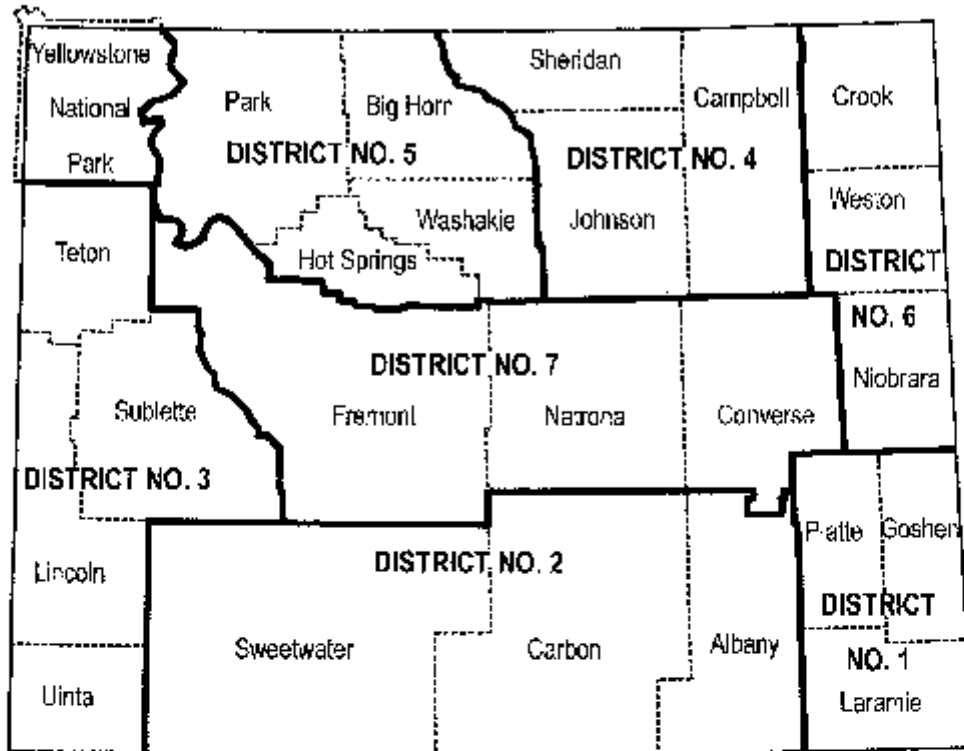 Yellowstone
National
Park
Park
Big Horn
DISTRICT NO. 5
Washakie
Hot Springs
Sheridan
Campbell
DISTRICT NO. 4
Johnson
Crook
Weston
DISTRICT
NO. 6
Niobrara
Teton
Sublette
DISTRICT NO. 3
Lincoln
Uinta
DISTRICT NO. 7
Fremont
Natrona
Converse
DISTRICT NO. 2
Sweetwater
Carbon
Albany
Platte
Goshen
DISTRICT
NO. 1
Laramie